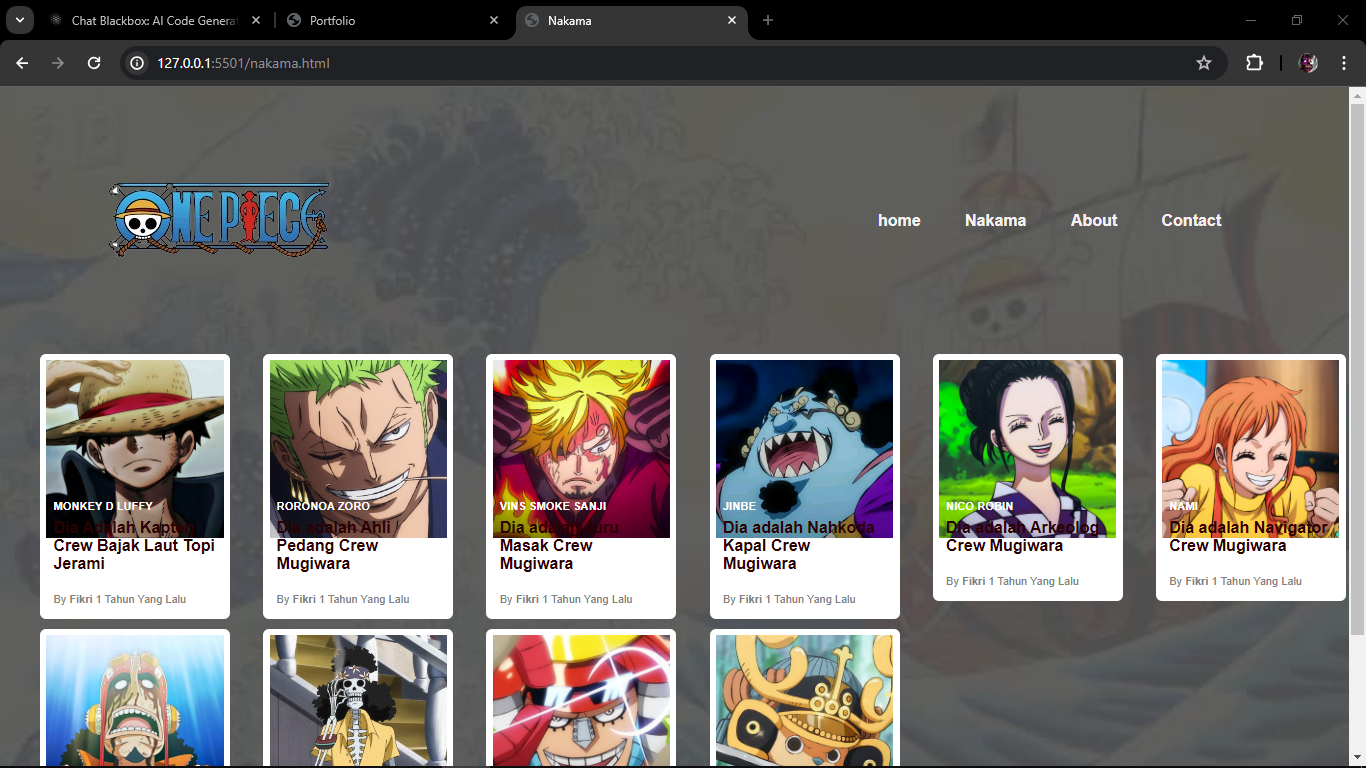 Chat Blackbox: AI Code Generat
Portfolio
Nakama
127.0.0.1:5501/nakama.html
ONE PIECE
home
Nakama
About
Contact
MONKEY D LUFFY
Dia Adalah Kapten
Crew Bajak Laut Topi
Jerami
By Fikri 1 Tahun Yang Lalu
RORONOA ZORO
Dia adalah Ahli
Pedang Crew
Mugiwara
By Fikri 1 Tahun Yang Lalu
VINS SMOKE SANJI
Dia adalah Juru
Masak Crew
Mugiwara
By Fikri 1 Tahun Yang Lalu
JINBE
Dia adalah Nahkoda
Kapal Crew
Mugiwara
By Fikri 1 Tahun Yang Lalu
NICO ROBIN
Dia adalah Arkeolog
Crew Mugiwara
By Fikri 1 Tahun Yang Lalu
NAMI
Dia adalah Navigator
Crew Mugiwara
By Fikri 1 Tahun Yang Lalu